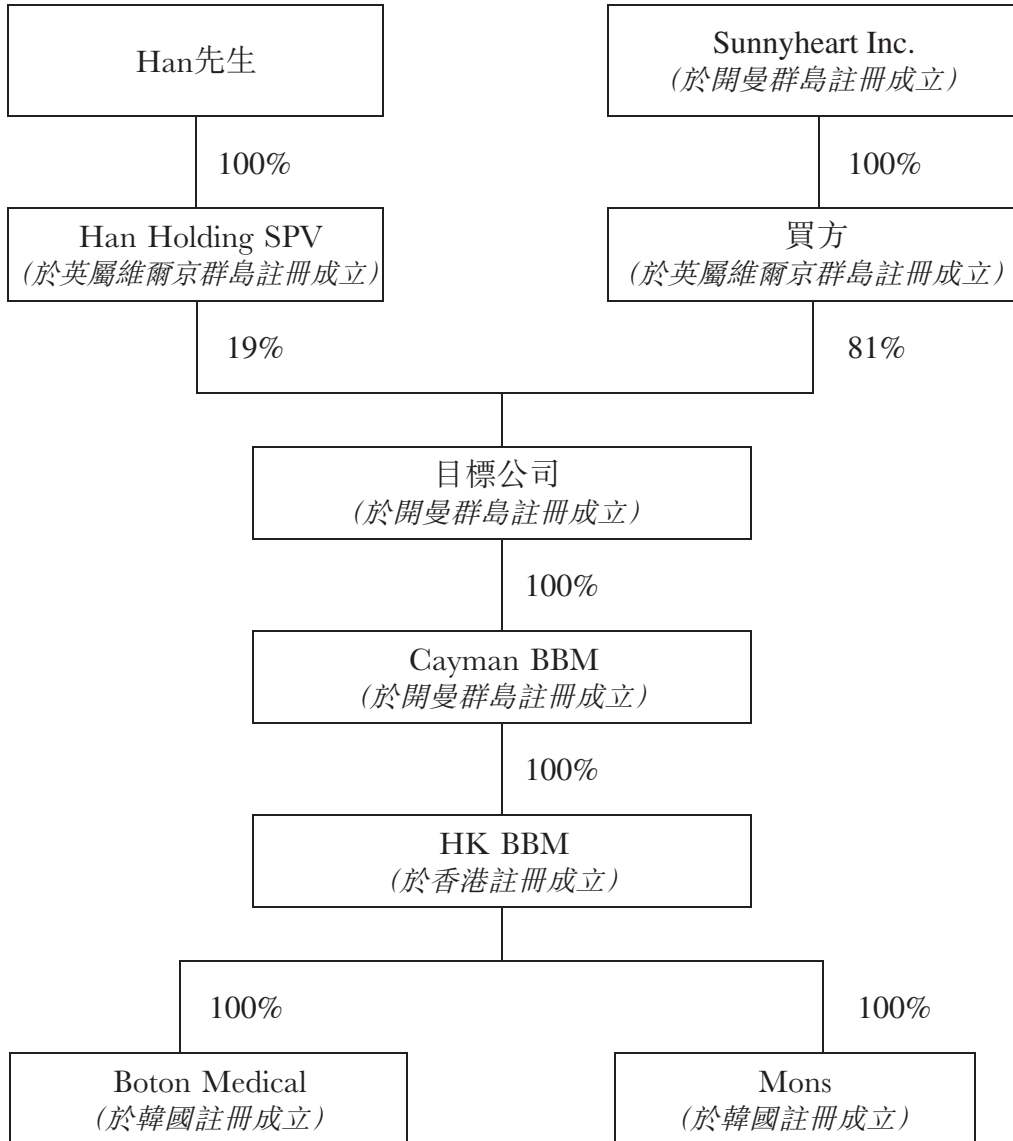 Han先生
Sunnyheart Inc.
(於開曼群島註冊成立)
100%
100%
Han Holding SPV
(於英屬維爾京群島註冊成立)
買方
(於英屬維爾京群島註冊成立)
19%
81%
目標公司
(於開曼群島註冊成立)
100%
Cayman BBM
(於開曼群島註冊成立)
100%
HK BBM
(於香港註冊成立)
100%
100%
Boton Medical
(於韓國註冊成立)
Mons
(於韓國註冊成立)